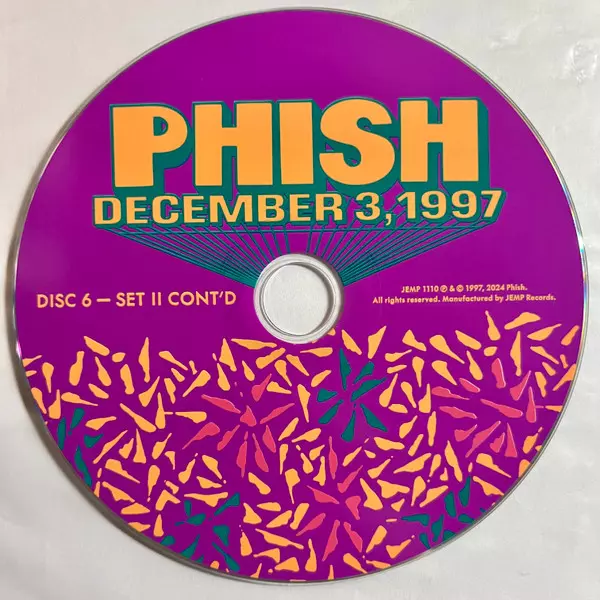 PHISH
DECEMBER 3, 1997
DISC 6 — SET II CONT'D
JEMP 1110 ℗ & © 1997, 2024 Phish.
All rights reserved. Manufactured by JEMP Records.